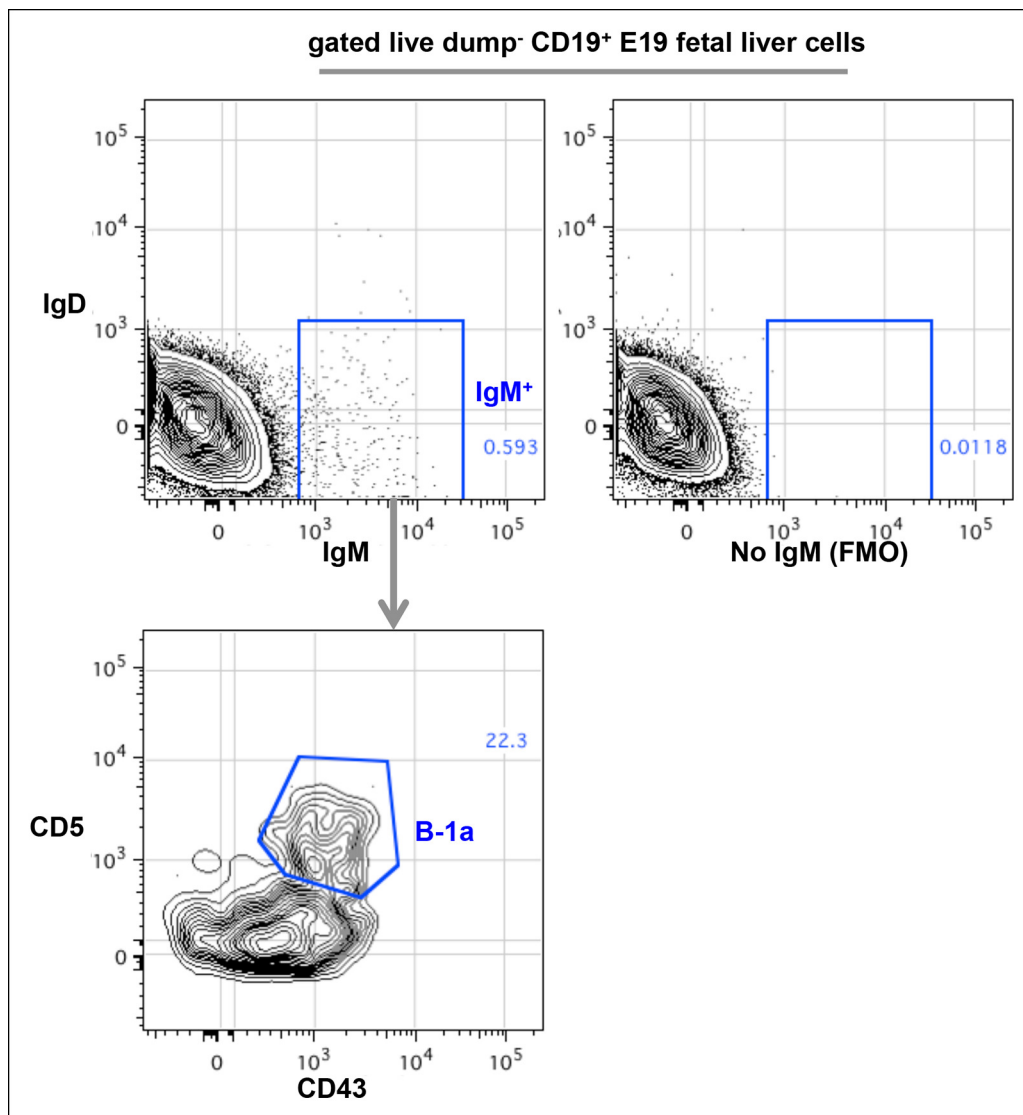 gated live dump⁻ CD19⁺ E19 fetal liver cells
10⁵
10⁴
IgD
10³
0
IgM⁺
0.593
0 10³ 10⁴ 10⁵
IgM
10⁵
10⁴
10³
0
0.0118
0 10³ 10⁴ 10⁵
No IgM (FMO)
10⁵
22.3
10⁴
CD5
B-1a
10³
0
0 10³ 10⁴ 10⁵
CD43